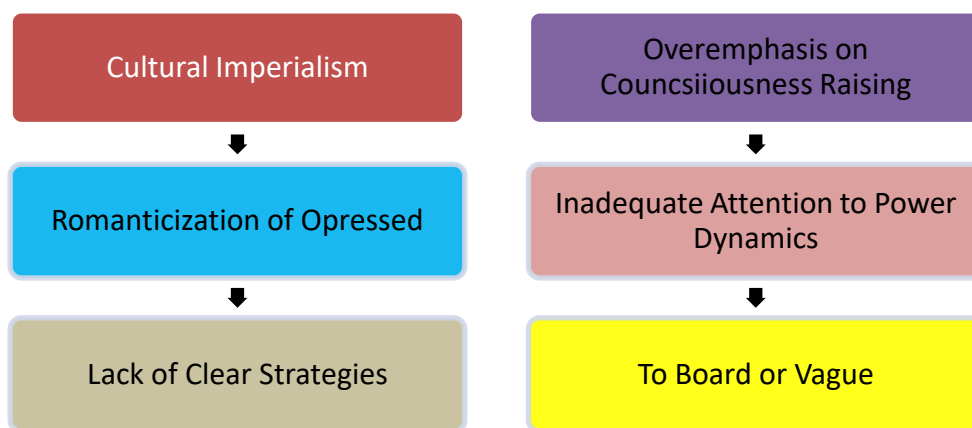 Cultural Imperialism
Romanticization of Opressed
Lack of Clear Strategies
Overemphasis on
Councsiiousness Raising
Inadequate Attention to Power
Dynamics
To Board or Vague